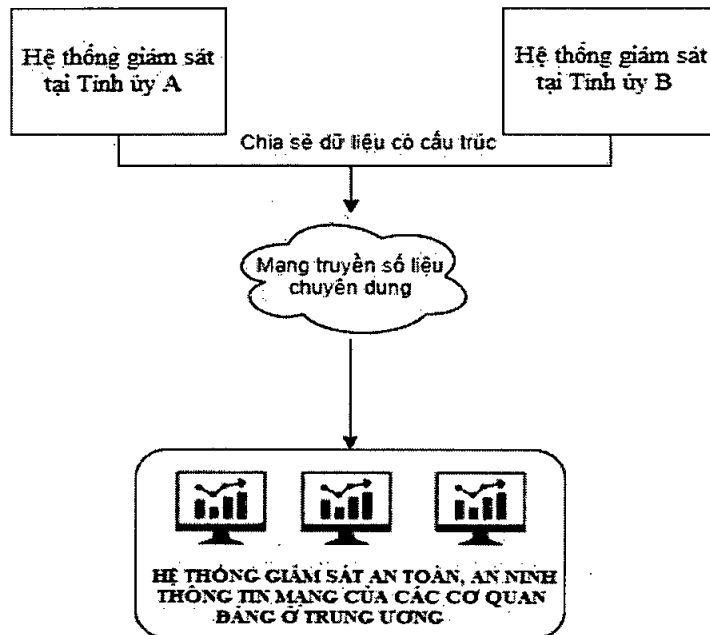 Hệ thống giám sát
tại Tỉnh ủy A
Hệ thống giám sát
tại Tỉnh ủy B
Chia sẻ dữ liệu có cấu trúc
Mạng truyền số liệu
chuyên dung
HỆ THỐNG GIÁM SÁT AN TOÀN, AN NINH
THÔNG TIN MẠNG CỦA CÁC CƠ QUAN
ĐẢNG Ở TRUNG ƯƠNG